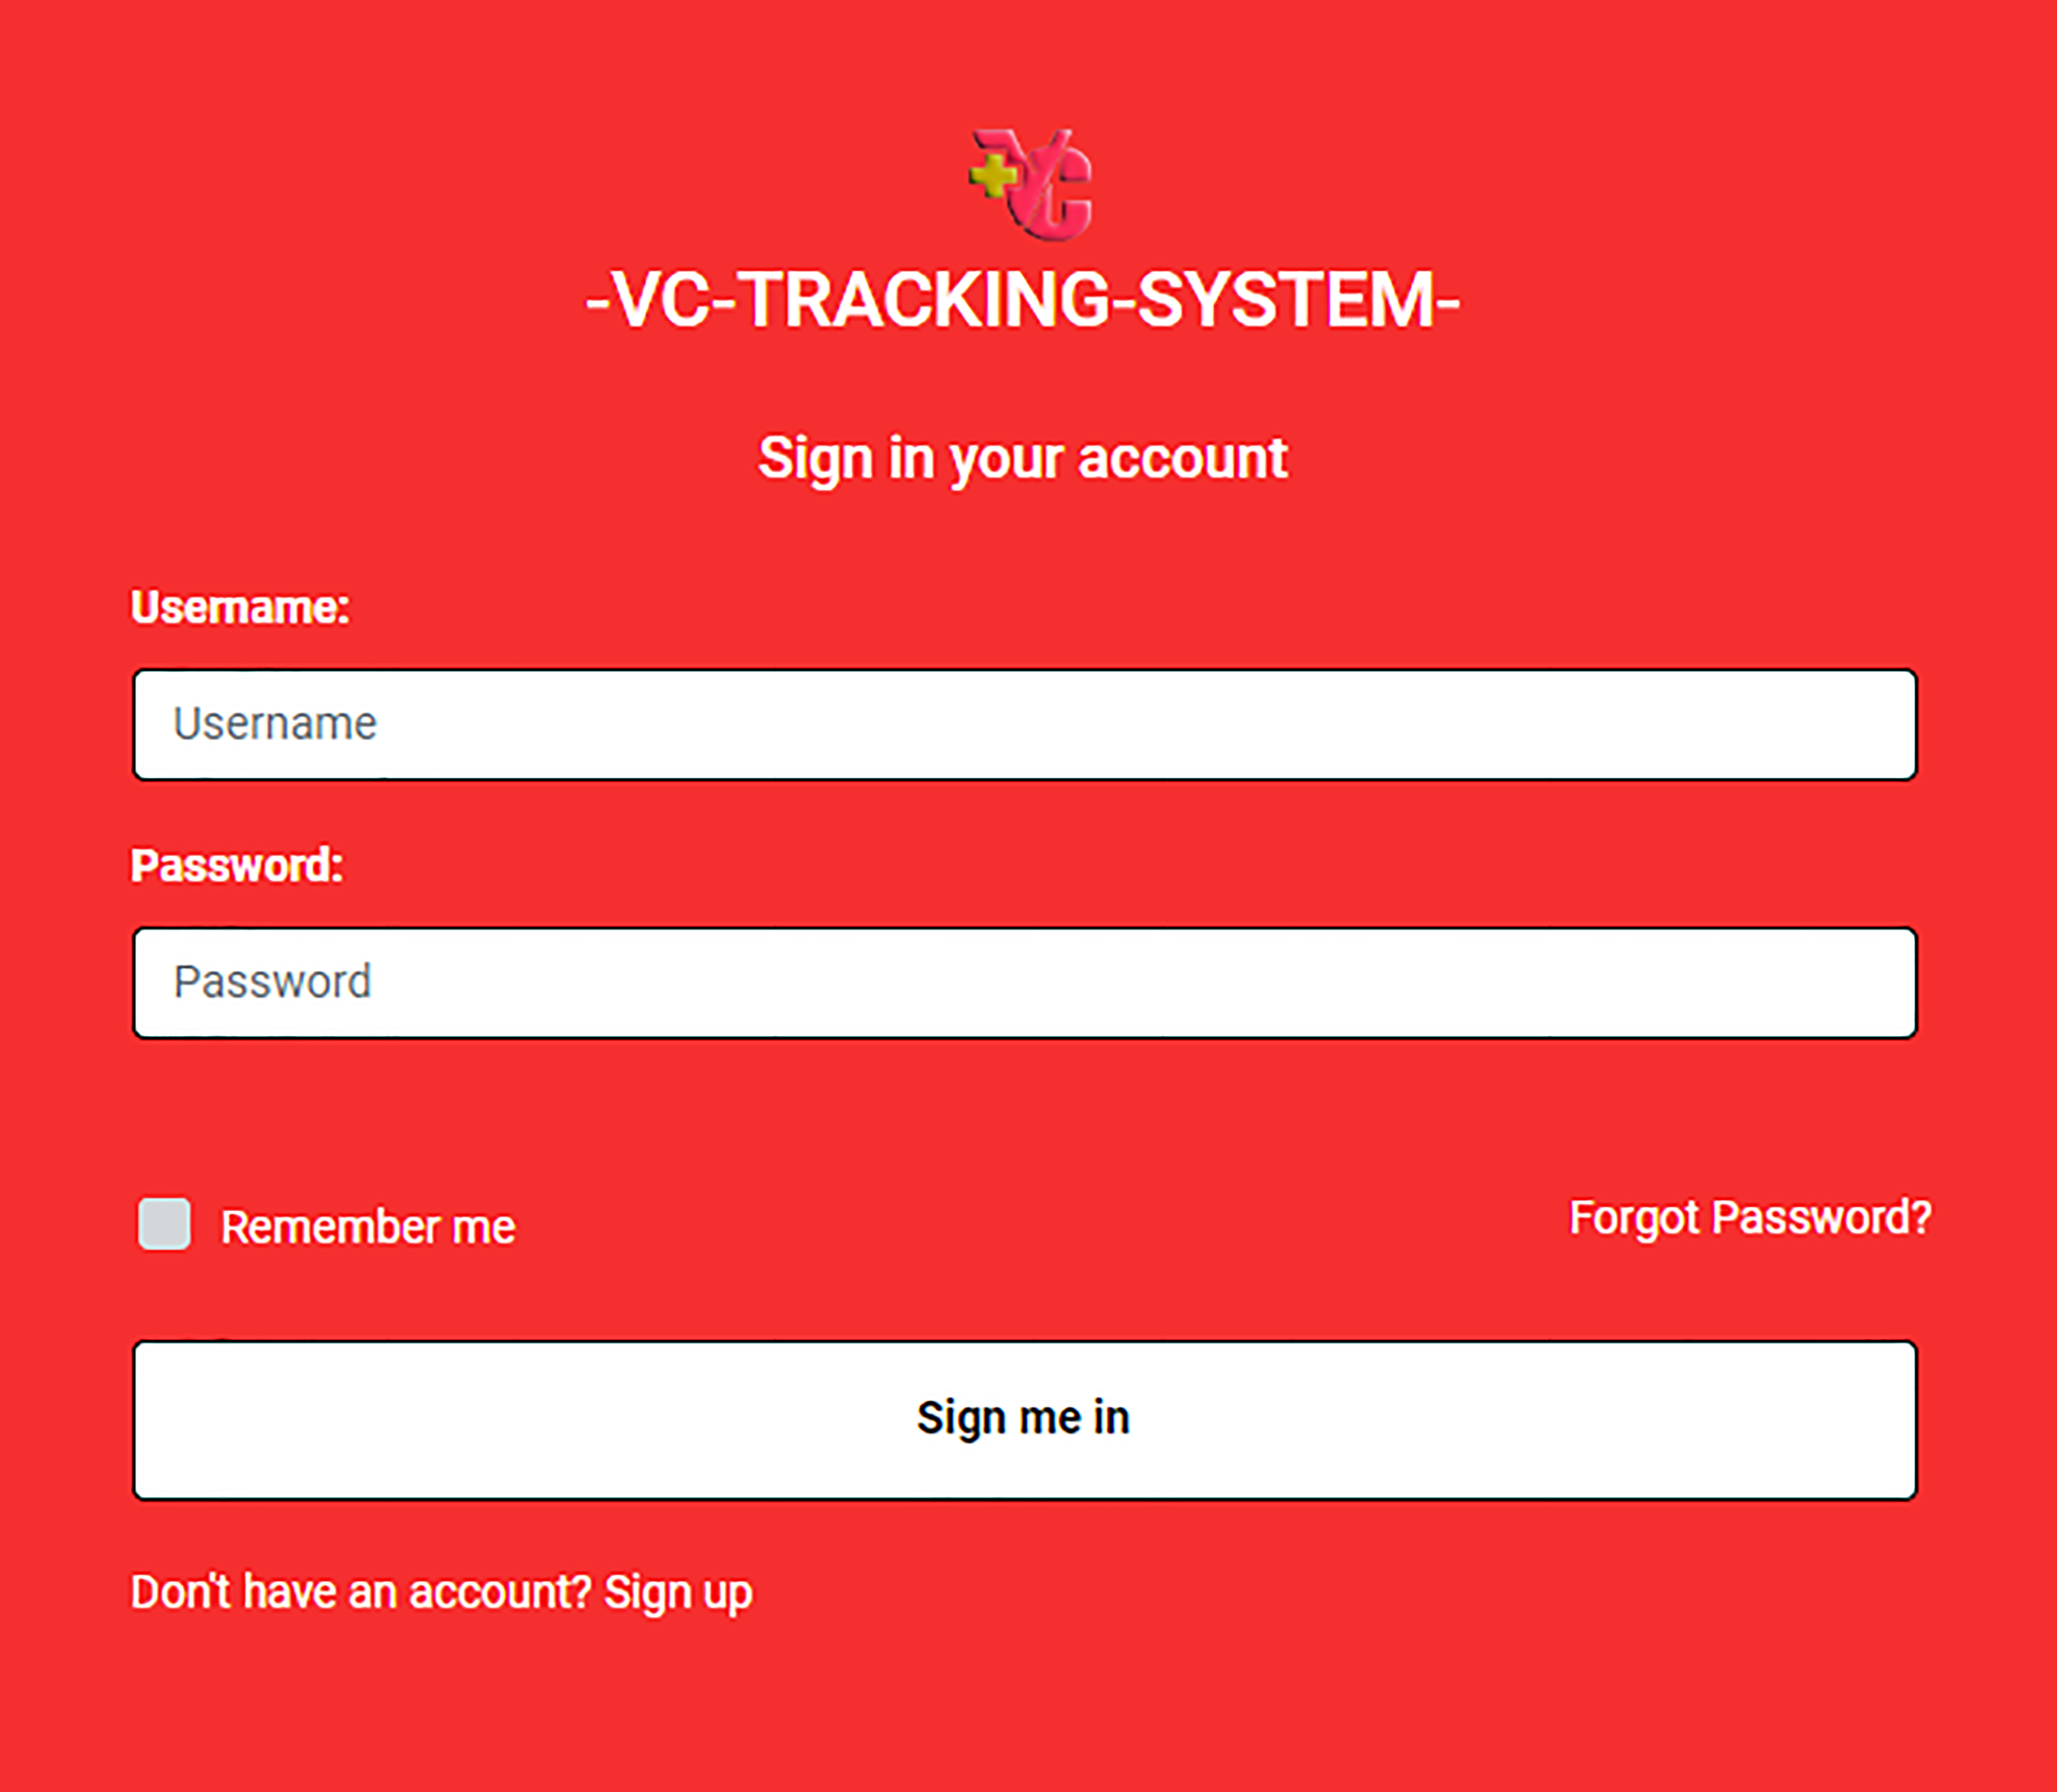 VC
-VC-TRACKING-SYSTEM-
Sign in your account
Username:
Username
Password:
Password
Remember me
Forgot Password?
Sign me in
Don't have an account? Sign up